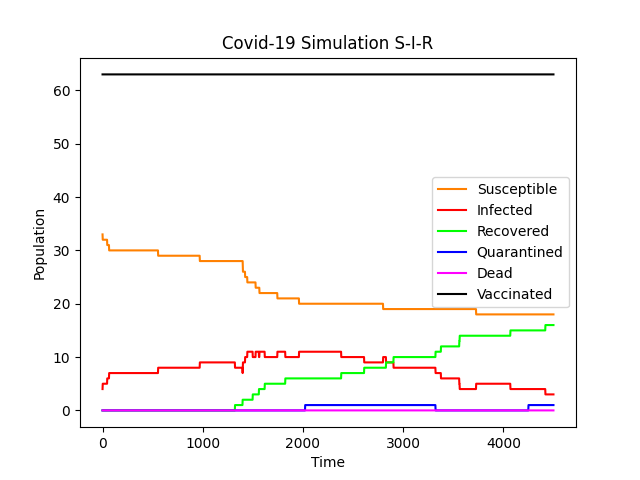 Covid-19 Simulation S-I-R
Population
60
50
40
30
20
10
0
Susceptible
Infected
Recovered
Quarantined
Dead
Vaccinated
0 1000 2000 3000 4000
Time